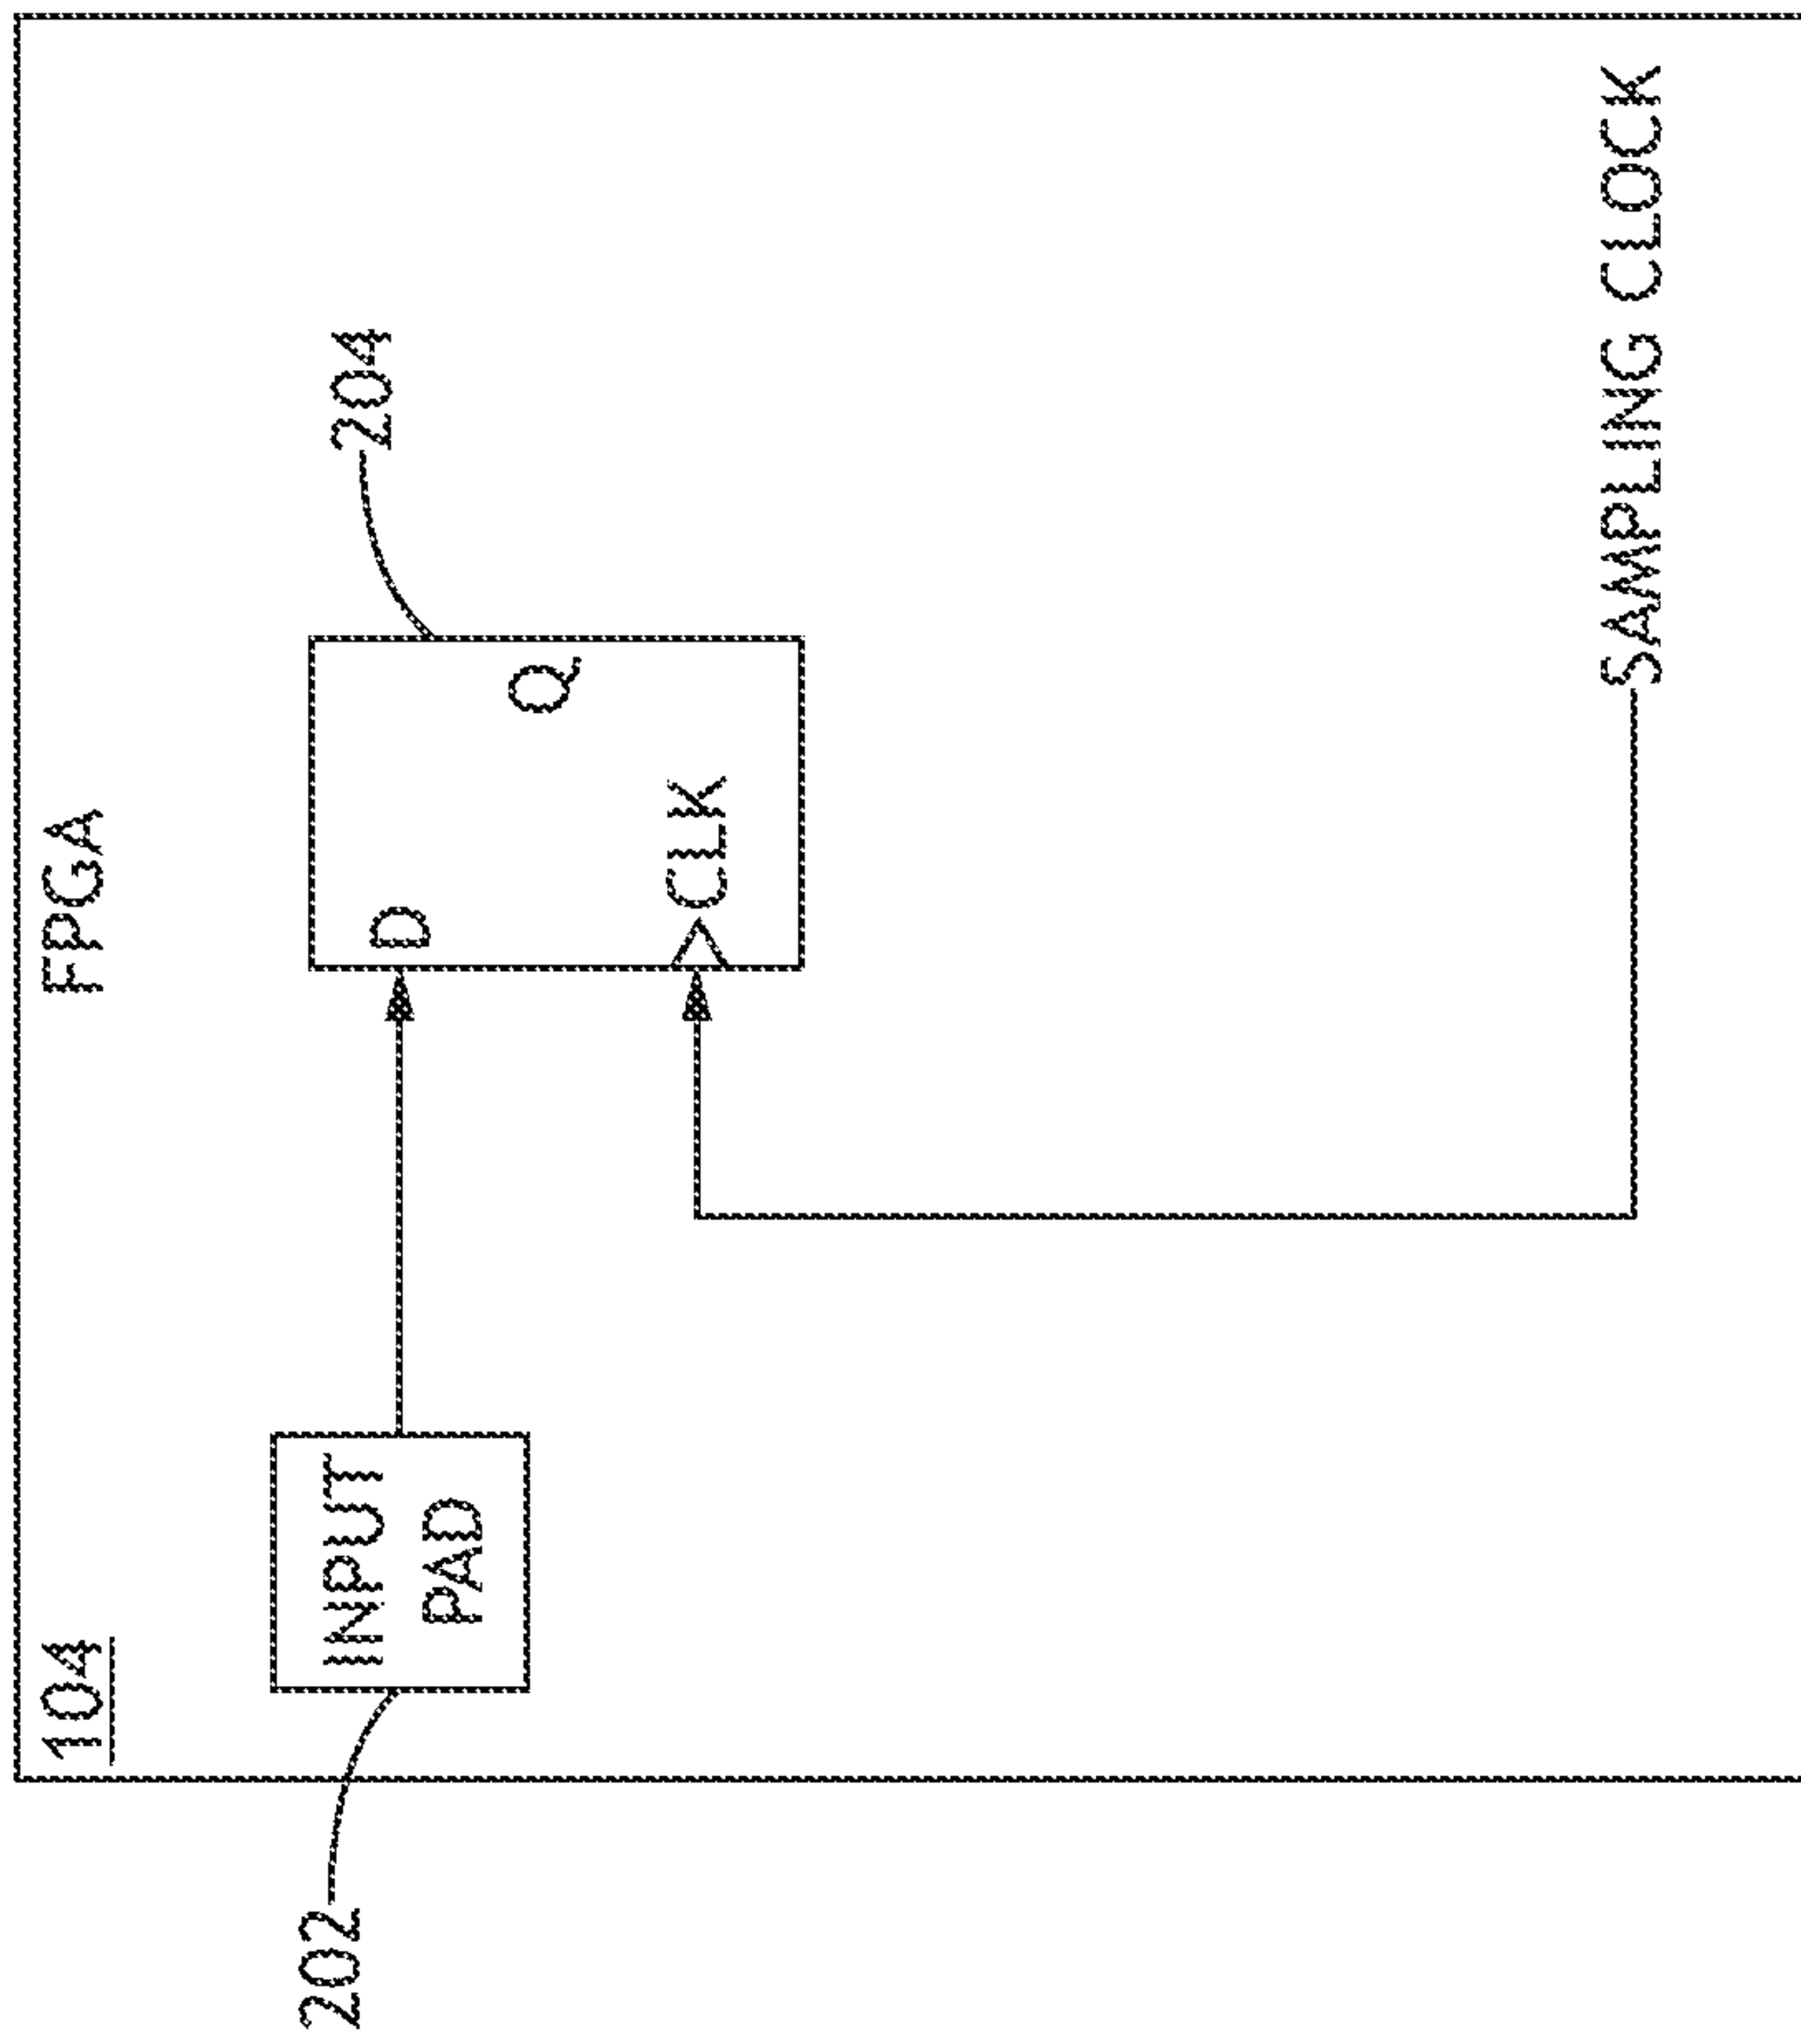 104
FPGA
202
INPUT
PAD
204
D
Q
CLK
SAMPLING CLOCK